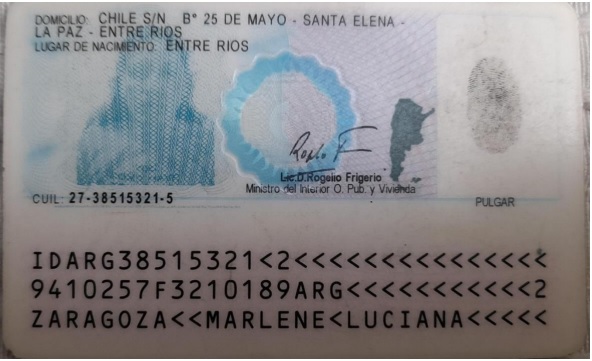 DOMICILIO: CHILE S/N B° 25 DE MAYO - SANTA ELENA -
LA PAZ - ENTRE RIOS
LUGAR DE NACIMIENTO: ENTRE RIOS
Lic.D.Rogelio Frigerio
Ministro del Interior O. Pub. y Vivienda
CUIL: 27-38515321-5
PULGAR
IDARG38515321<2<<<<<<<<<<<<<<<
9410257F3210189ARG<<<<<<<<<<<2
ZARAGOZA<<MARLENE<LUCIANA<<<<<